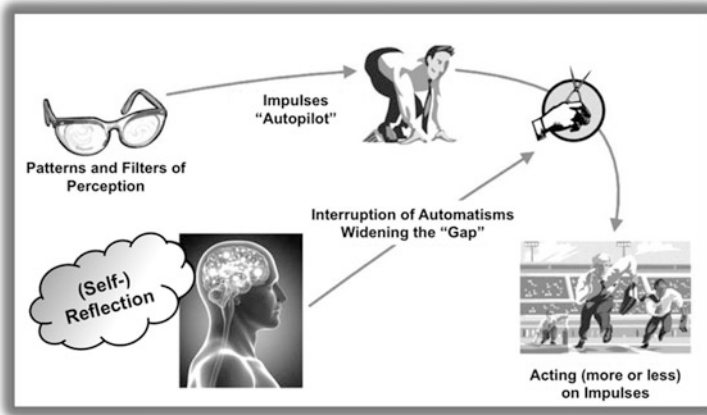 Impulses
“Autopilot”
Patterns and Filters of
Perception
Interruption of Automatisms
Widening the “Gap”
(Self-)
Reflection
Acting (more or less)
on Impulses